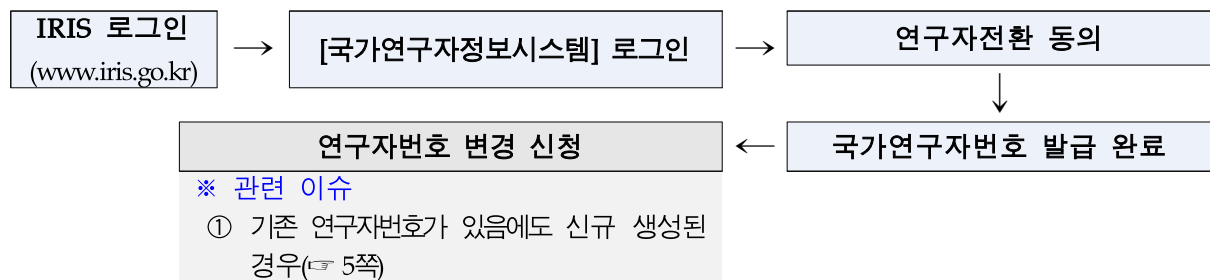 IRIS 로그인
(www.iris.go.kr)
→
[국가연구자정보시스템] 로그인
→
연구자전환 동의
↓
국가연구자번호 발급 완료
←
연구자번호 변경 신청
※ 관련 이슈
① 기존 연구자번호가 있음에도 신규 생성된
경우(☞ 5쪽)